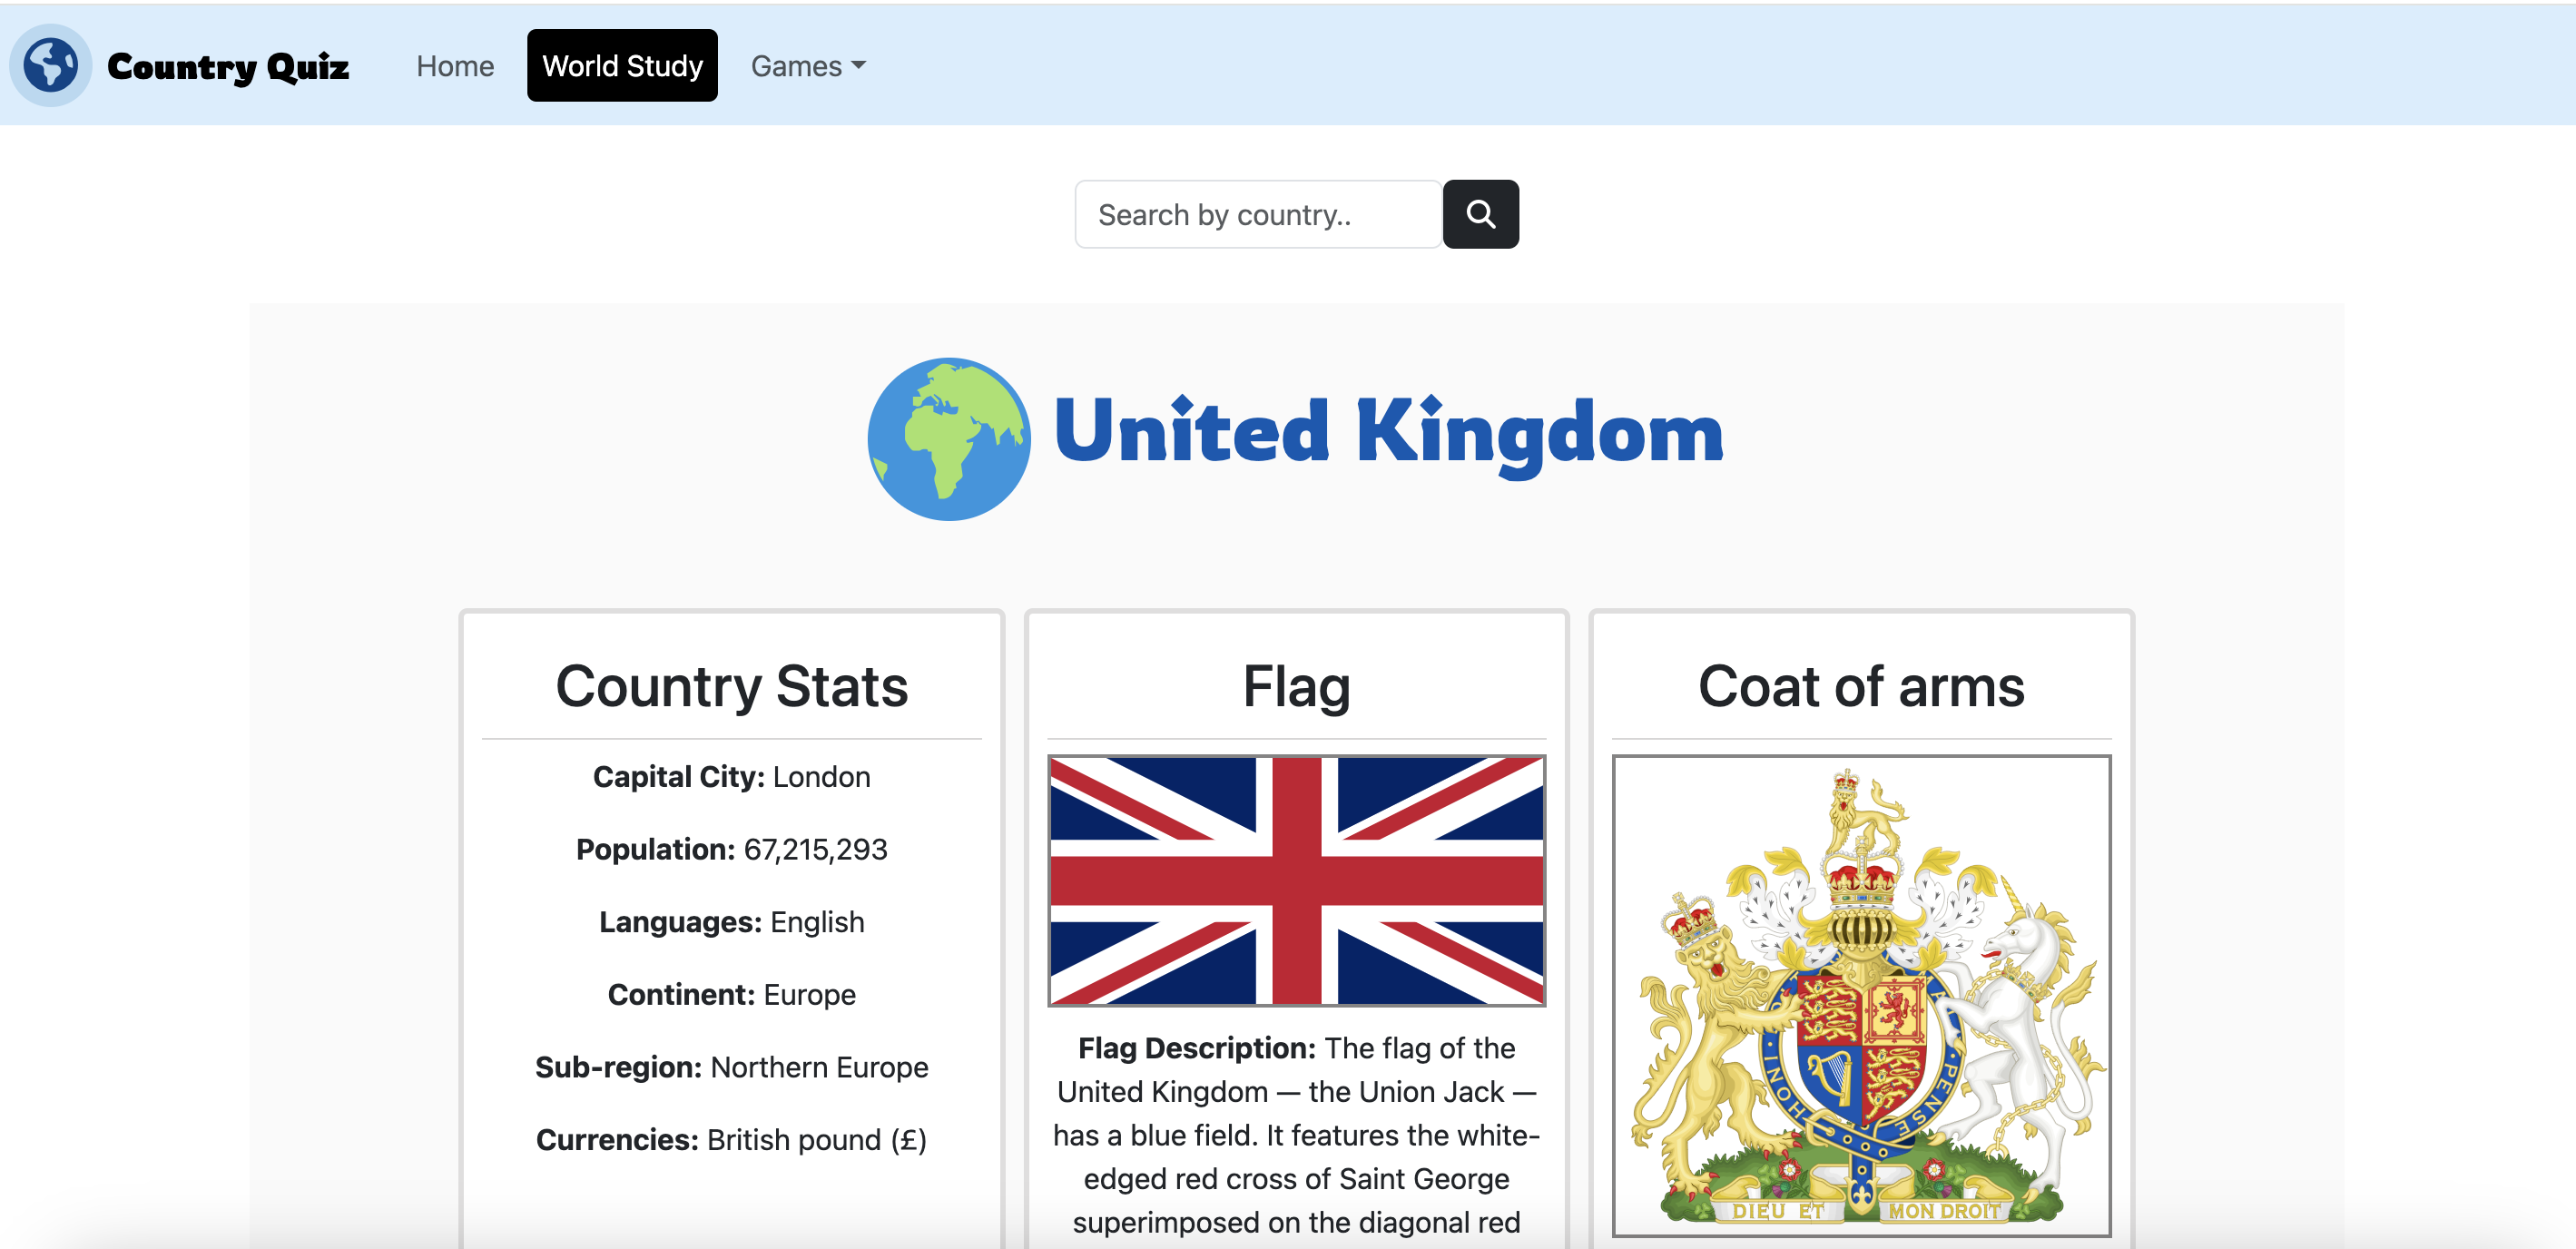 Country Quiz
Home
World Study
Games
Search by country..
United Kingdom
Country Stats
Capital City: London
Population: 67,215,293
Languages: English
Continent: Europe
Sub-region: Northern Europe
Currencies: British pound (£)
Flag
Flag Description: The flag of the
United Kingdom — the Union Jack —
has a blue field. It features the white-
edged red cross of Saint George
superimposed on the diagonal red
Coat of arms
HONI
PENSE
DIEU ET MON DROIT